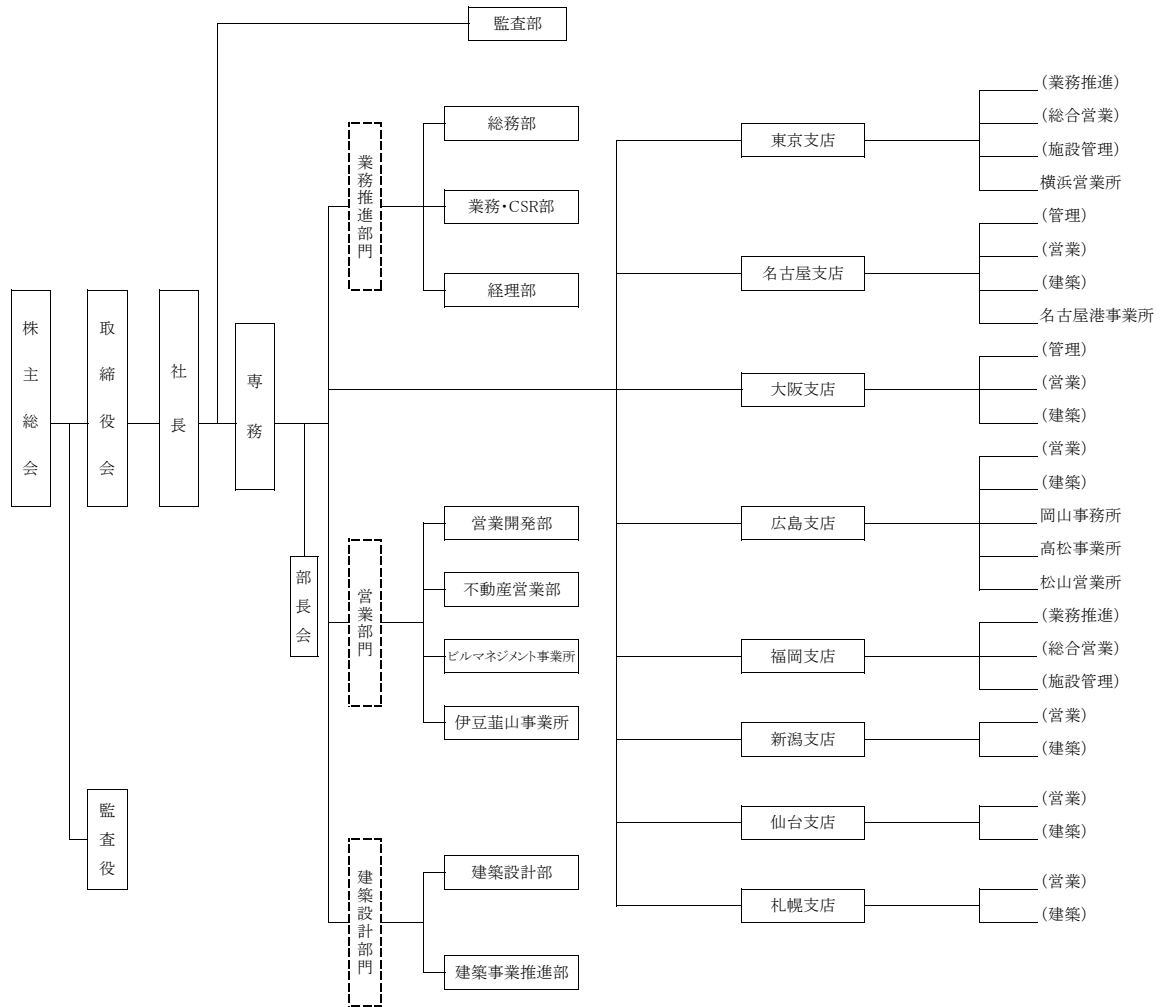 監査部
株主総会
取締役会
社長
専務
部長会
監査役
業務推進部門
総務部
業務・CSR部
経理部
営業部門
営業開発部
不動産営業部
ビルマネジメント事業所
伊豆韮山事業所
建築設計部門
建築設計部
建築事業推進部
東京支店
(業務推進)
(総合営業)
(施設管理)
横浜営業所
名古屋支店
(管理)
(営業)
(建築)
名古屋港事業所
大阪支店
(管理)
(営業)
(建築)
広島支店
(営業)
(建築)
岡山事務所
高松事業所
松山営業所
福岡支店
(業務推進)
(総合営業)
(施設管理)
新潟支店
(営業)
(建築)
仙台支店
(営業)
(建築)
札幌支店
(営業)
(建築)